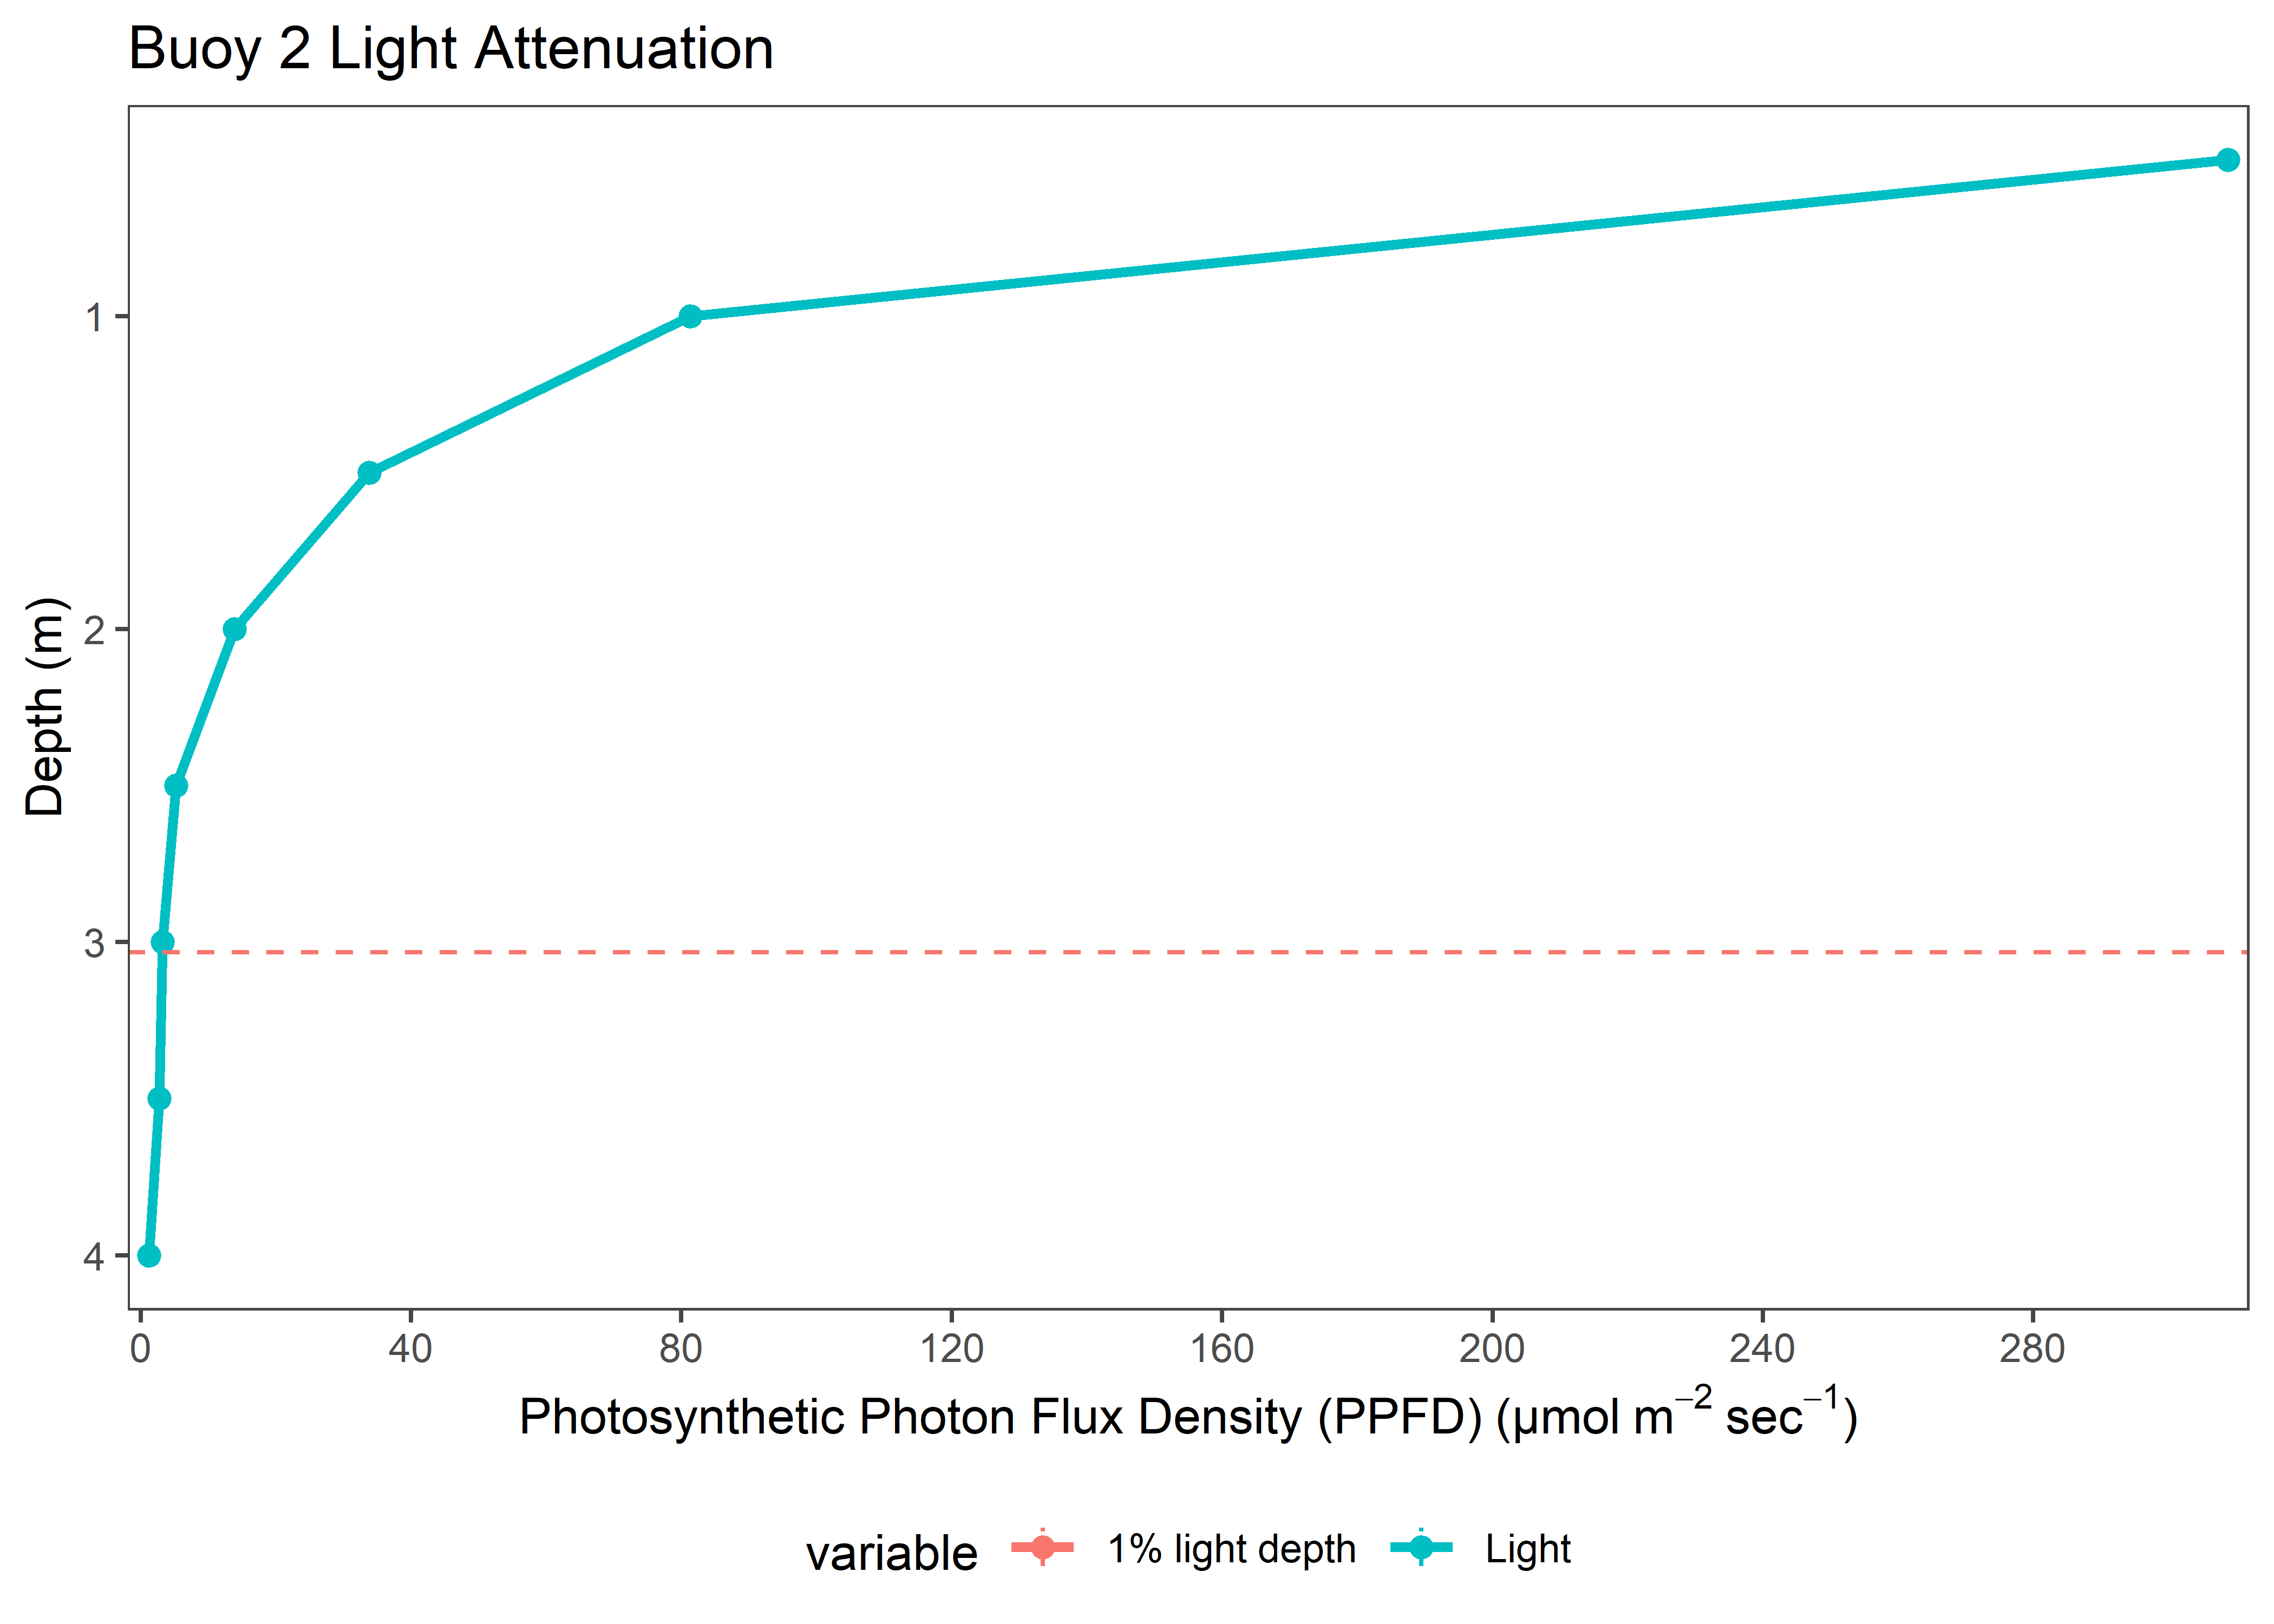 Buoy 2 Light Attenuation
1
2
3
4
Depth (m)
0 40 80 120 160 200 240 280
Photosynthetic Photon Flux Density (PPFD) (µmol m⁻² sec⁻¹)
variable 1% light depth Light